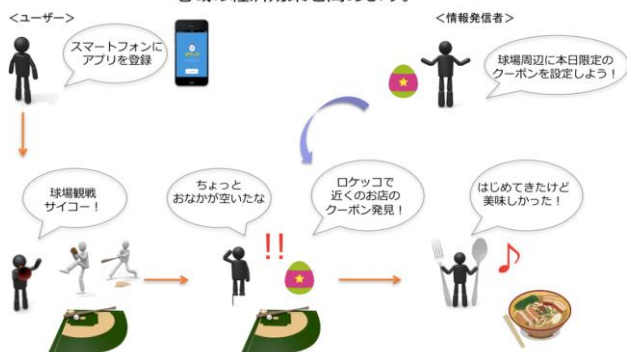 <ユーザー>
スマートフォンに
アプリを登録
<情報発信者>
球場周辺に本日限定の
クーポンを設定しよう！
球場観戦
サイコー！
ちょっと
おなかが空いたな
!!
ロケッコで
近くのお店の
クーポン発見！
はじめてきたけど
美味しかった！